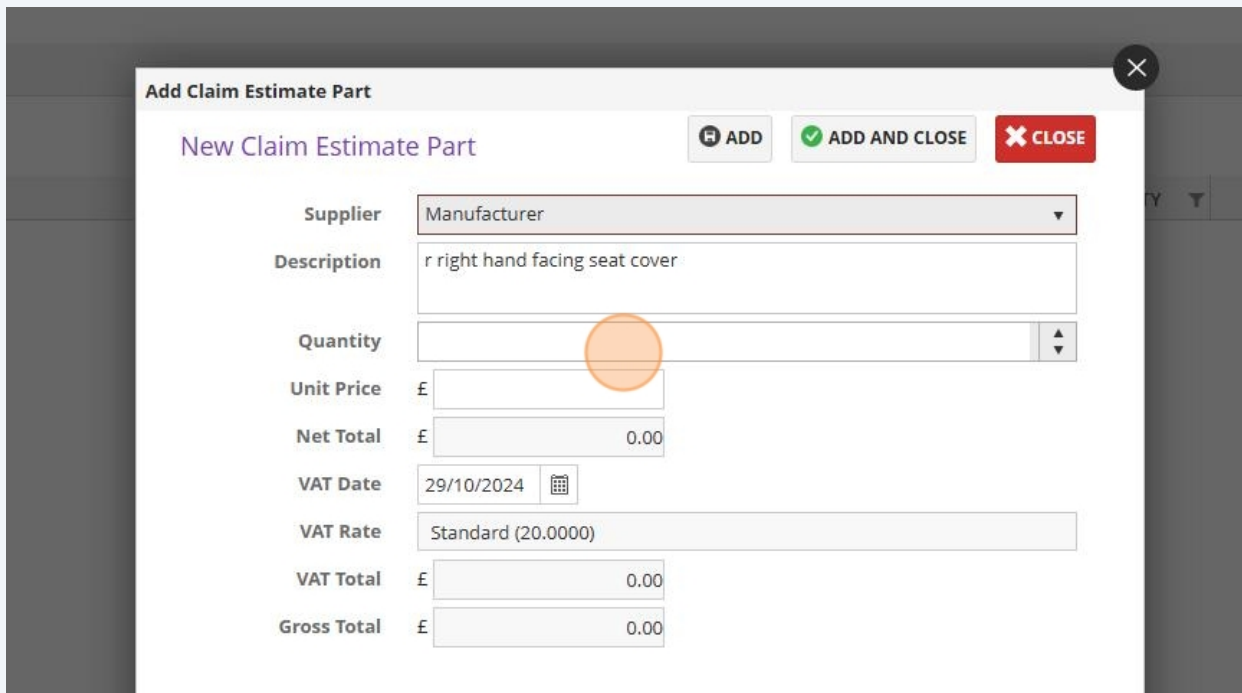 Add Claim Estimate Part
New Claim Estimate Part
ADD
ADD AND CLOSE
CLOSE
Supplier
Manufacturer
Description
r right hand facing seat cover
Quantity
Unit Price
£
Net Total
£ 0.00
VAT Date
29/10/2024
VAT Rate
Standard (20.0000)
VAT Total
£ 0.00
Gross Total
£ 0.00